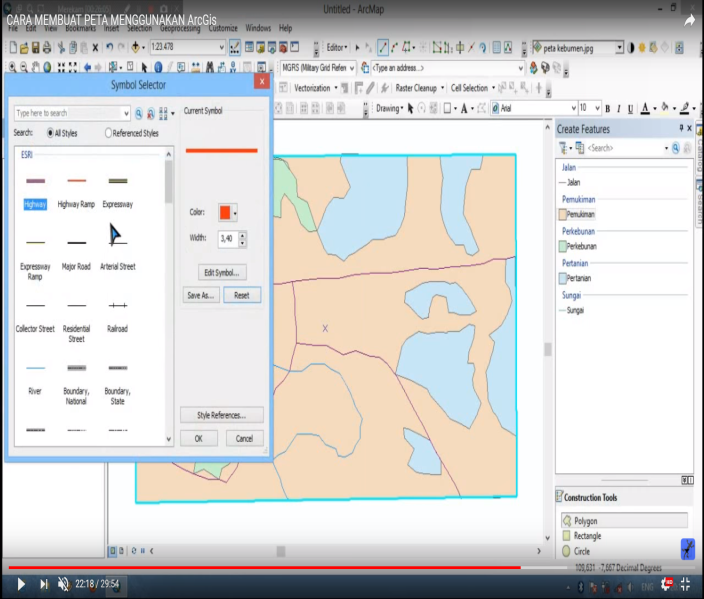 CARA MEMBUAT PETA MENGGUNAKAN ArcGis
Untitled - ArcMap
File Edit View Bookmarks Insert Selection Geoprocessing Customize Windows Help
1:23.478
Editor
peta kebumen.jpg
MGRS (Military Grid Referen
<Type an address...>
Vectorization
Raster Cleanup
Cell Selection
Drawing
Arial
10
B I U A
Symbol Selector
Type here to search
Search: All Styles Referenced Styles
ESRI
Highway Highway Ramp Expressway
Expressway Ramp Major Road Arterial Street
Collector Street Residential Street Railroad
River Boundary, National Boundary, State
Current Symbol
Color:
Width: 3,40
Edit Symbol...
Save As... Reset
Style References...
OK Cancel
Create Features
<Search>
Jalan
Jalan
Pemukiman
Pemukiman
Perkebunan
Perkebunan
Pertanian
Pertanian
Sungai
Sungai
Catalog
Search
Construction Tools
Polygon
Rectangle
Circle
109,631 -7,667 Decimal Degrees
22:18 / 29:54